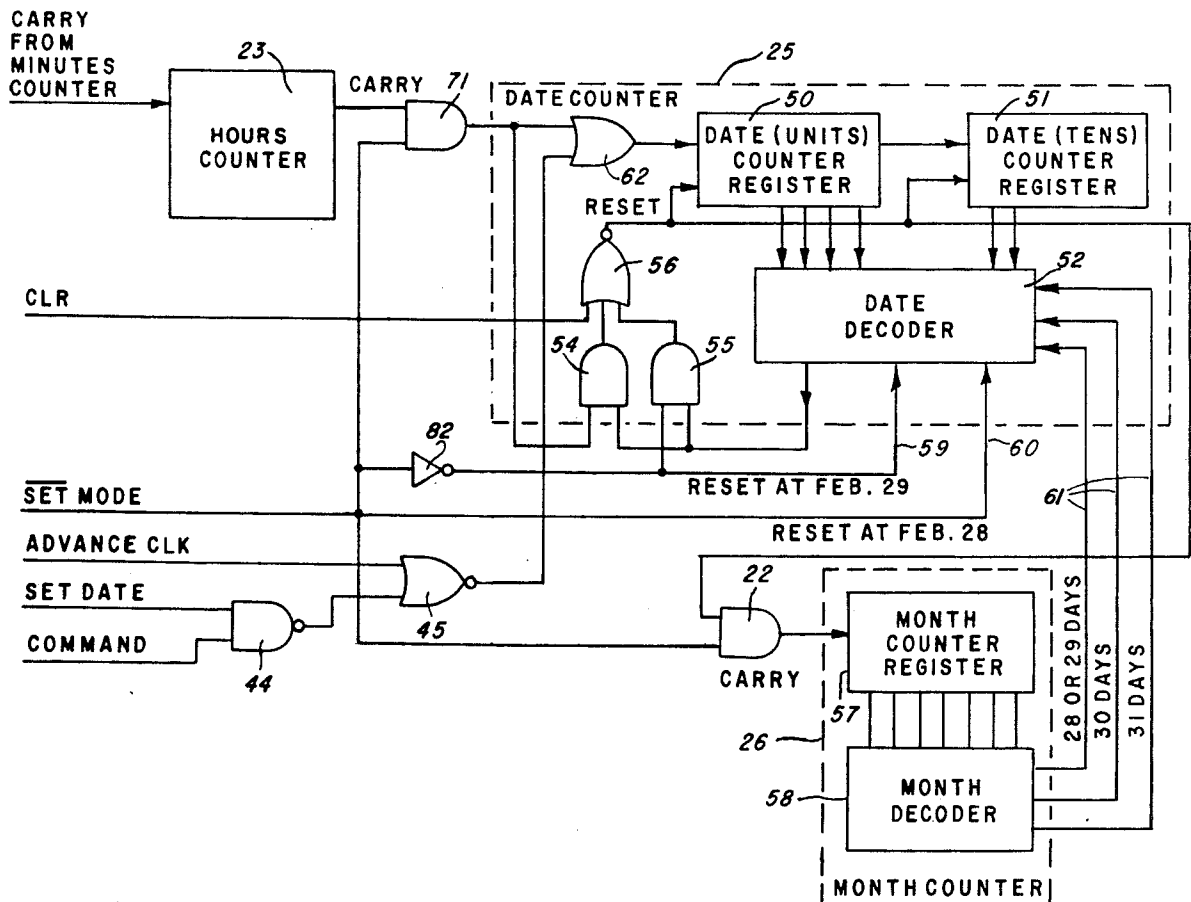 CARRY
FROM
MINUTES
COUNTER
23
HOURS
COUNTER
CARRY
71
25
DATE COUNTER
62
50
DATE (UNITS)
COUNTER
REGISTER
51
DATE (TENS)
COUNTER
REGISTER
RESET
56
52
DATE
DECODER
CLR
54
55
82
59
60
61
RESET AT FEB. 29
SET MODE
RESET AT FEB. 28
ADVANCE CLK
SET DATE
COMMAND
44
45
22
CARRY
MONTH
COUNTER
REGISTER
57
26
58
MONTH
DECODER
MONTH COUNTER
28 OR 29 DAYS
30 DAYS
31 DAYS